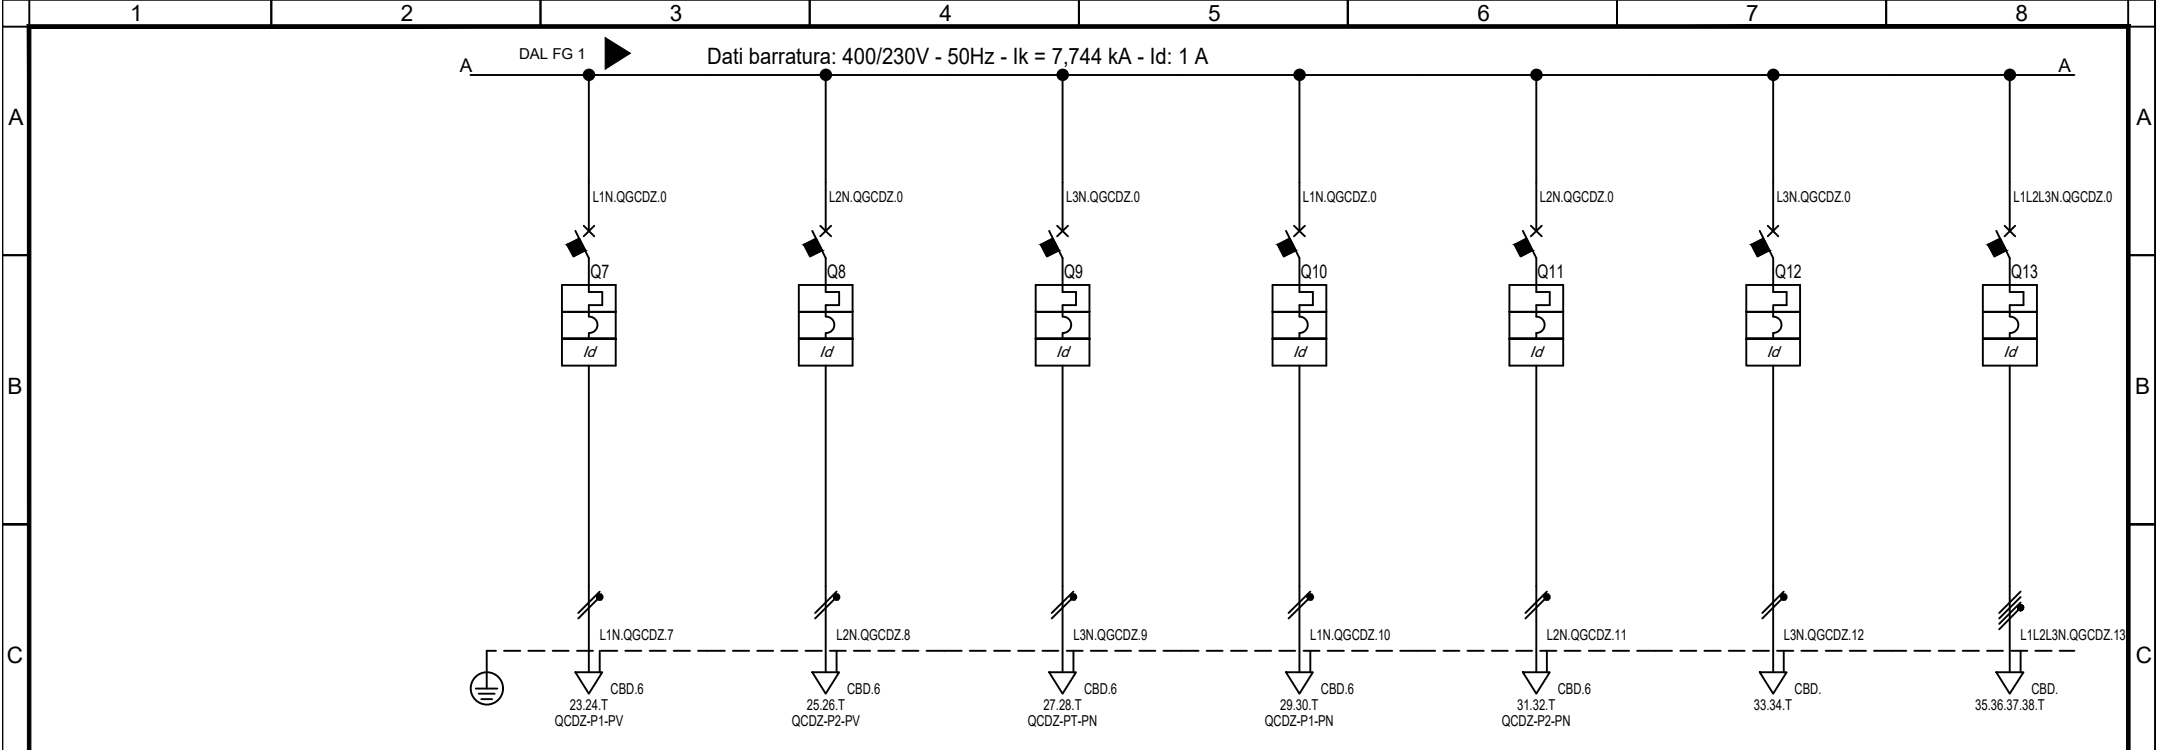 1 2 3 4 5 6 7 8
DAL FG 1 Dati barratura: 400/230V - 50Hz - Ik = 7,744 kA - Id: 1 A
A A
A A
L1N.QGCDZ.0 L2N.QGCDZ.0 L3N.QGCDZ.0 L1N.QGCDZ.0 L2N.QGCDZ.0 L3N.QGCDZ.0 L1L2L3N.QGCDZ.0
Q7 Q8 Q9 Q10 Q11 Q12 Q13
Id Id Id Id Id Id Id
B B
L1N.QGCDZ.7 L2N.QGCDZ.8 L3N.QGCDZ.9 L1N.QGCDZ.10 L2N.QGCDZ.11 L3N.QGCDZ.12 L1L2L3N.QGCDZ.13
C C
CBD.6 CBD.6 CBD.6 CBD.6 CBD.6 CBD. CBD.
23.24.T 25.26.T 27.28.T 29.30.T 31.32.T 33.34.T 35.36.37.38.T
QCDZ-P1-PV QCDZ-P2-PV QCDZ-PT-PN QCDZ-P1-PN QCDZ-P2-PN